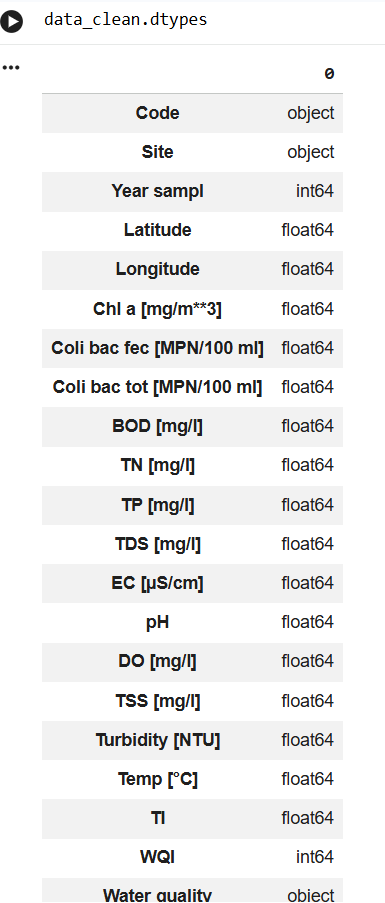 data_clean.dtypes
0
Code object
Site object
Year sampl int64
Latitude float64
Longitude float64
Chl a [mg/m**3] float64
Coli bac fec [MPN/100 ml] float64
Coli bac tot [MPN/100 ml] float64
BOD [mg/l] float64
TN [mg/l] float64
TP [mg/l] float64
TDS [mg/l] float64
EC [µS/cm] float64
pH float64
DO [mg/l] float64
TSS [mg/l] float64
Turbidity [NTU] float64
Temp [°C] float64
TI float64
WQI int64
Water quality object